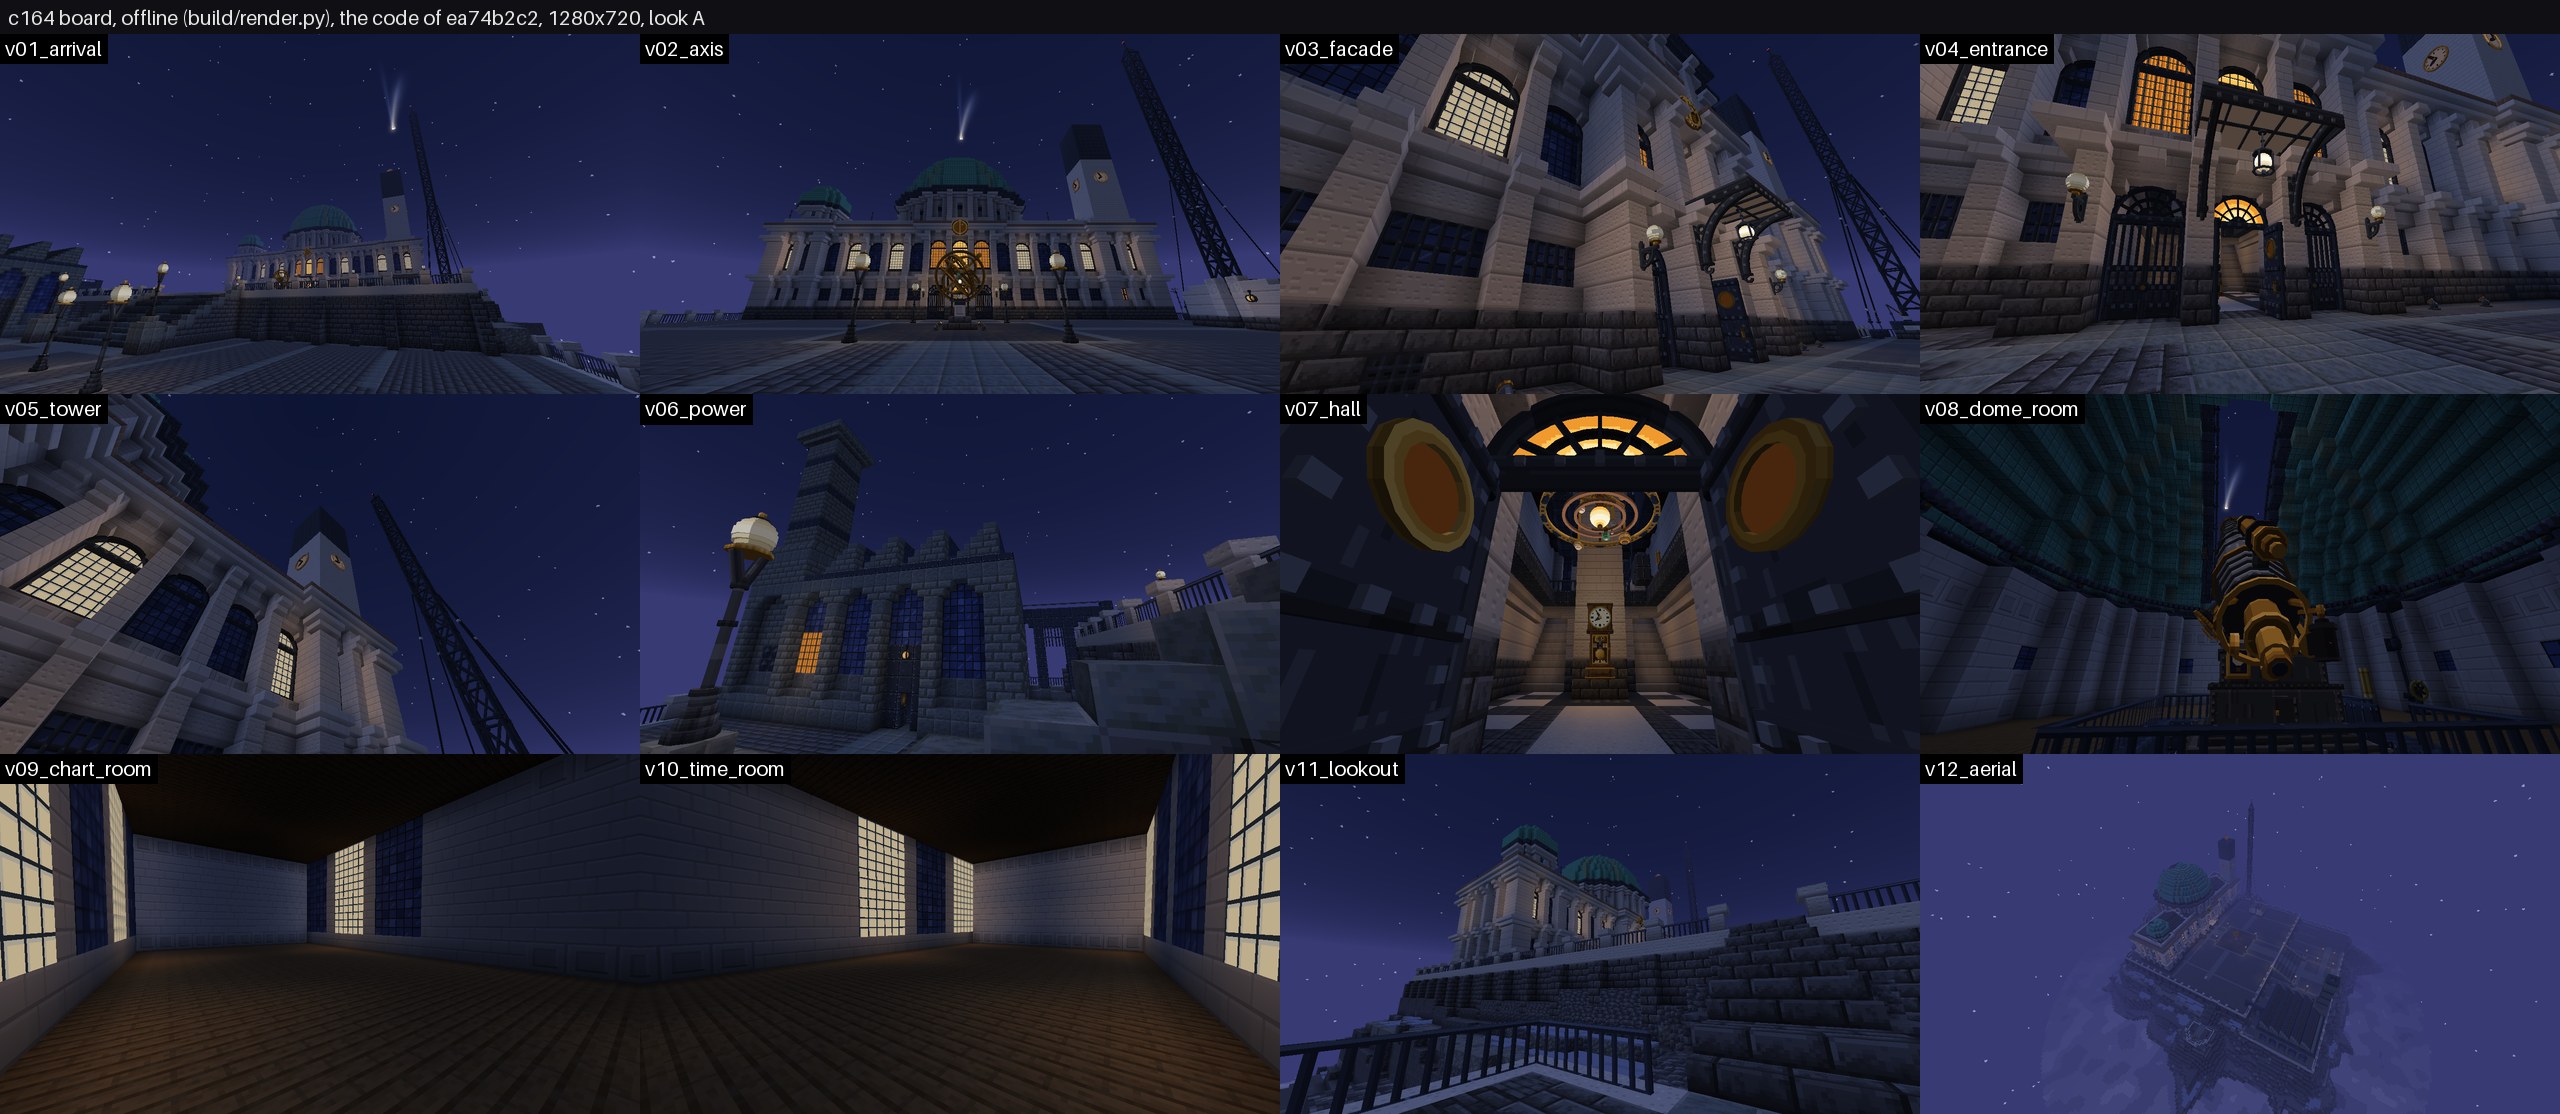 c164 board, offline (build/render.py), the code of ea74b2c2, 1280x720, look A
v01_arrival
v02_axis
v03_facade
v04_entrance
v05_tower
v06_power
v07_hall
v08_dome_room
v09_chart_room
v10_time_room
v11_lookout
v12_aerial